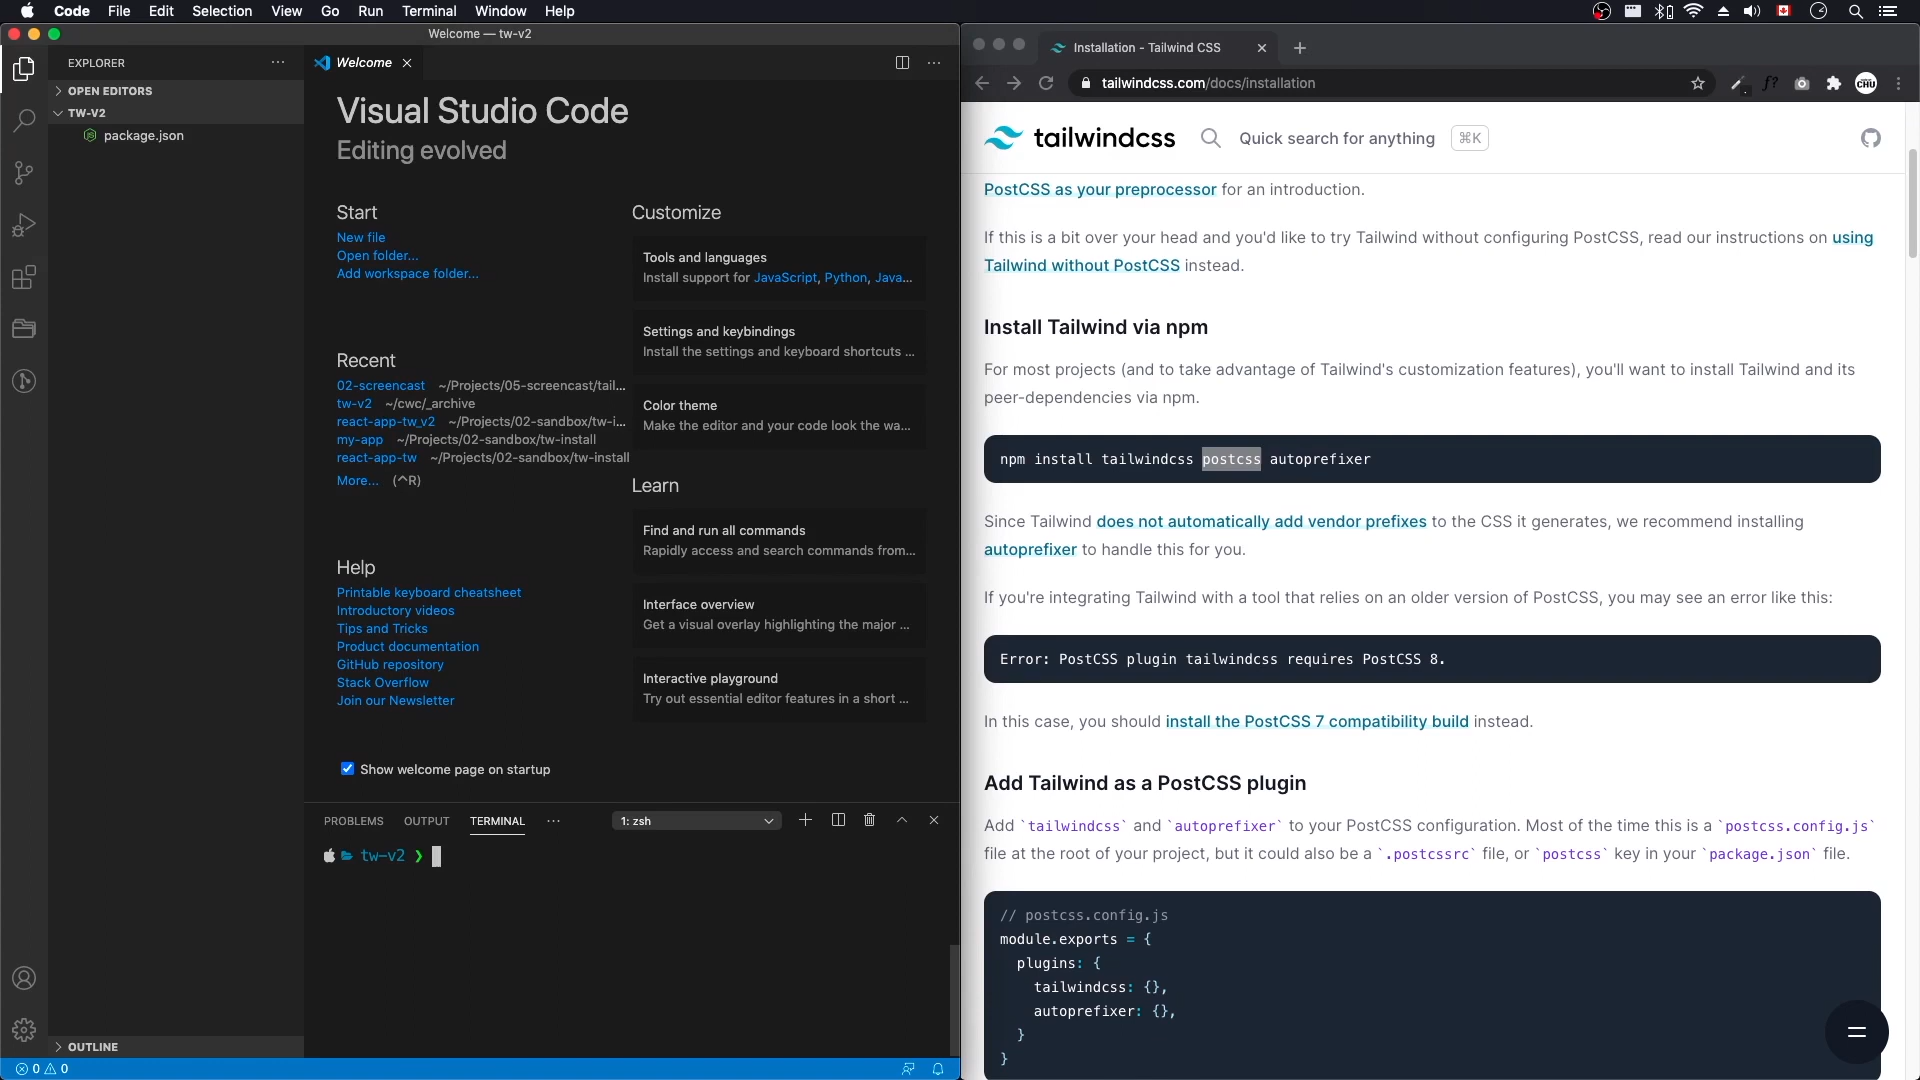 Code File Edit Selection View Go Run Terminal Window Help
Welcome — tw-v2
EXPLORER
OPEN EDITORS
TW-V2
package.json
Welcome
Visual Studio Code
Editing evolved
Start
New file
Open folder...
Add workspace folder...
Recent
02-screencast ~/Projects/05-screencast/tail...
tw-v2 ~/cwc/_archive
react-app-tw_v2 ~/Projects/02-sandbox/tw-i...
my-app ~/Projects/02-sandbox/tw-install
react-app-tw ~/Projects/02-sandbox/tw-install
More... (^R)
Help
Printable keyboard cheatsheet
Introductory videos
Tips and Tricks
Product documentation
GitHub repository
Stack Overflow
Join our Newsletter
Show welcome page on startup
Customize
Tools and languages
Install support for JavaScript, Python, Java...
Settings and keybindings
Install the settings and keyboard shortcuts ...
Color theme
Make the editor and your code look the wa...
Learn
Find and run all commands
Rapidly access and search commands from...
Interface overview
Get a visual overlay highlighting the major ...
Interactive playground
Try out essential editor features in a short ...
PROBLEMS OUTPUT TERMINAL 1: zsh
tw-v2 ❯
OUTLINE
0 0
Installation - Tailwind CSS
tailwindcss.com/docs/installation
f?
CHU
tailwindcss Quick search for anything ⌘K
PostCSS as your preprocessor for an introduction.
If this is a bit over your head and you'd like to try Tailwind without configuring PostCSS, read our instructions on using
Tailwind without PostCSS instead.
Install Tailwind via npm
For most projects (and to take advantage of Tailwind's customization features), you'll want to install Tailwind and its
peer-dependencies via npm.
npm install tailwindcss postcss autoprefixer
Since Tailwind does not automatically add vendor prefixes to the CSS it generates, we recommend installing
autoprefixer to handle this for you.
If you're integrating Tailwind with a tool that relies on an older version of PostCSS, you may see an error like this:
Error: PostCSS plugin tailwindcss requires PostCSS 8.
In this case, you should install the PostCSS 7 compatibility build instead.
Add Tailwind as a PostCSS plugin
Add `tailwindcss` and `autoprefixer` to your PostCSS configuration. Most of the time this is a `postcss.config.js`
file at the root of your project, but it could also be a `.postcssrc` file, or `postcss` key in your `package.json` file.
// postcss.config.js
module.exports = {
plugins: {
tailwindcss: {},
autoprefixer: {},
}
}